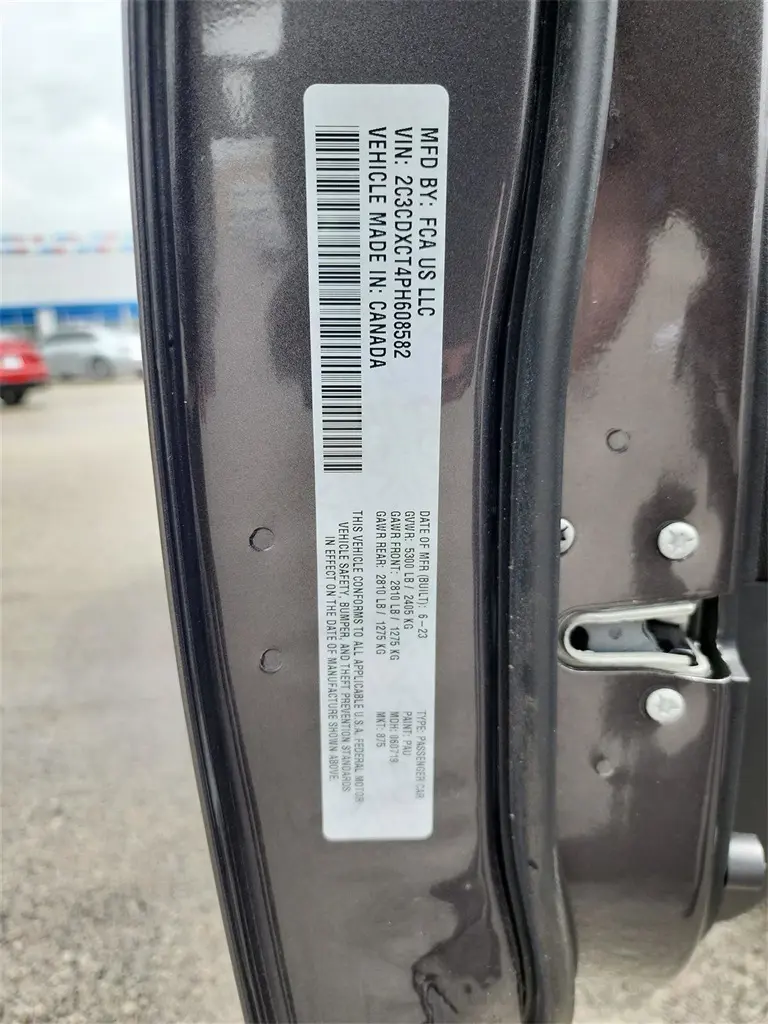 MFD BY: FCA US LLC
VIN: 2C3CDXCT4PH608582
VEHICLE MADE IN: CANADA
DATE OF MFR (BUILT): 6-23
GVWR: 5300 LB / 2405 KG
GAWR FRONT: 2810 LB / 1275 KG
GAWR REAR: 2810 LB / 1275 KG
TYPE: PASSENGER CAR
PAINT: PAU
MDH: 060719
MKT: 875
THIS VEHICLE CONFORMS TO ALL APPLICABLE U.S.A. FEDERAL MOTOR
VEHICLE SAFETY, BUMPER, AND THEFT PREVENTION STANDARDS
IN EFFECT ON THE DATE OF MANUFACTURE SHOWN ABOVE.